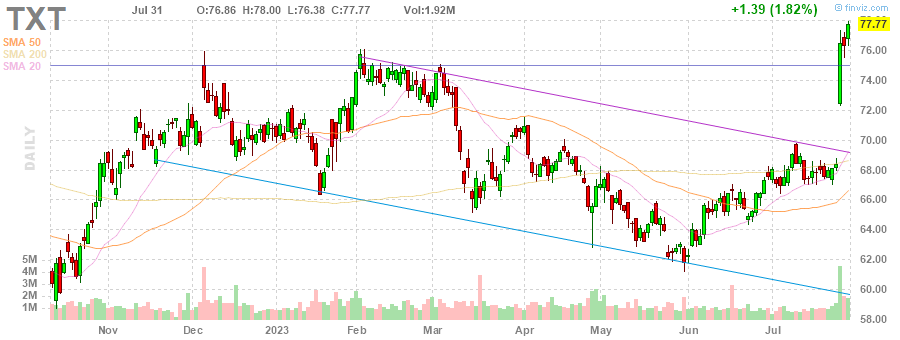 TXT Jul 31 O:76.86 H:78.00 L:76.38 C:77.77 Vol:1.92M +1.39 (1.82%) © finviz.com
SMA 50
SMA 200
SMA 20
DAILY
77.77
76.00
74.00
72.00
70.00
68.00
66.00
64.00
62.00
60.00
58.00
5M
4M
3M
2M
1M
Nov Dec 2023 Feb Mar Apr May Jun Jul